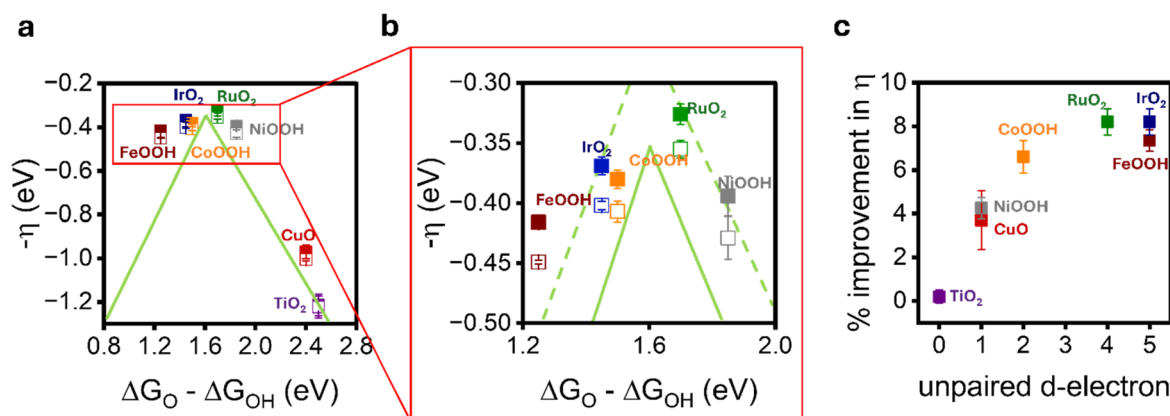 a
b
c
-η (eV)
−0.2
−0.4
−0.6
−0.8
−1.0
−1.2
IrO2
RuO2
FeOOH
CoOOH
NiOOH
CuO
TiO2
0.8 1.2 1.6 2.0 2.4 2.8
ΔGO - ΔGOH (eV)
-η (eV)
−0.30
−0.35
−0.40
−0.45
−0.50
RuO2
IrO2
CoOOH
NiOOH
FeOOH
1.2 1.6 2.0
ΔGO - ΔGOH (eV)
% improvement in η
10
8
6
4
2
0
RuO2
IrO2
FeOOH
CoOOH
NiOOH
CuO
TiO2
0 1 2 3 4 5
unpaired d-electron